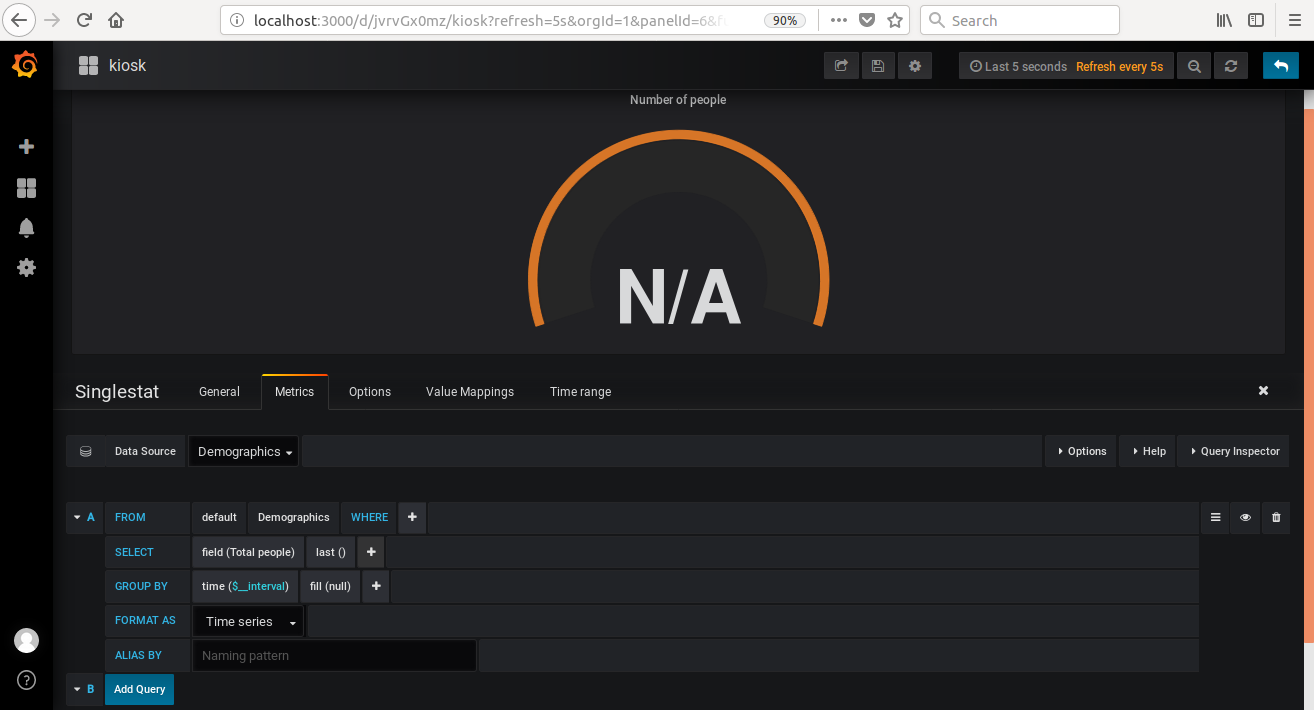 localhost:3000/d/jvrvGx0mz/kiosk?refresh=5s&orgId=1&panelId=6&f
90%
Search
kiosk
Last 5 seconds Refresh every 5s
Number of people
N/A
Singlestat General Metrics Options Value Mappings Time range
Data Source Demographics Options Help Query Inspector
A FROM default Demographics WHERE
SELECT field (Total people) last ()
GROUP BY time ($__interval) fill (null)
FORMAT AS Time series
ALIAS BY Naming pattern
B Add Query